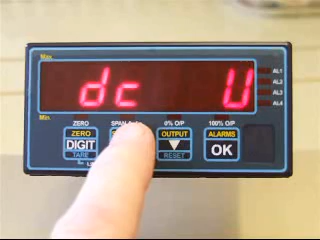 Max.
dc U
AL1
AL2
AL3
AL4
Min.
ZERO SPAN 0% O/P 100% O/P
ZERO OUTPUT ALARMS
DIGIT OK
TARE RESET